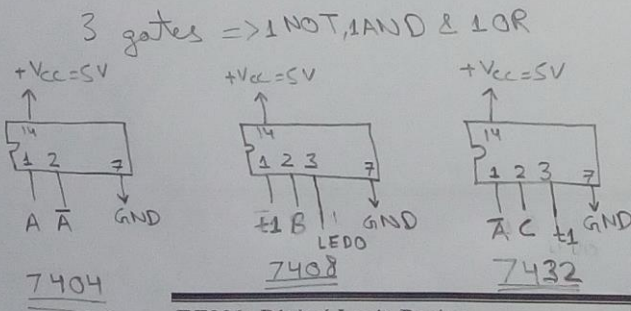 3 gates => 1 NOT, 1 AND & 1 OR
+Vcc=5V +Vcc=5V +Vcc=5V
14 14 14
1 2 7 1 2 3 7 1 2 3 7
A Ā GND t1 B LED0 GND Ā C t1 GND
7404 7408 7432